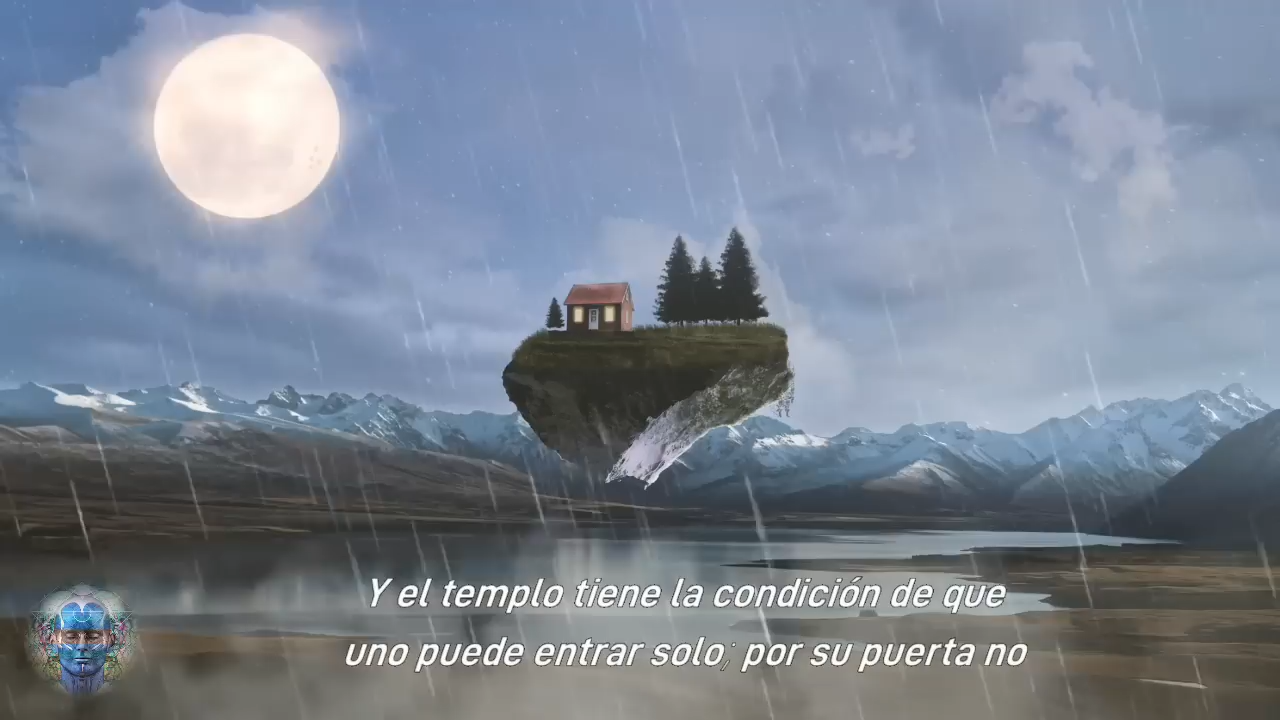 Y el templo tiene la condición de que
uno puede entrar solo; por su puerta no